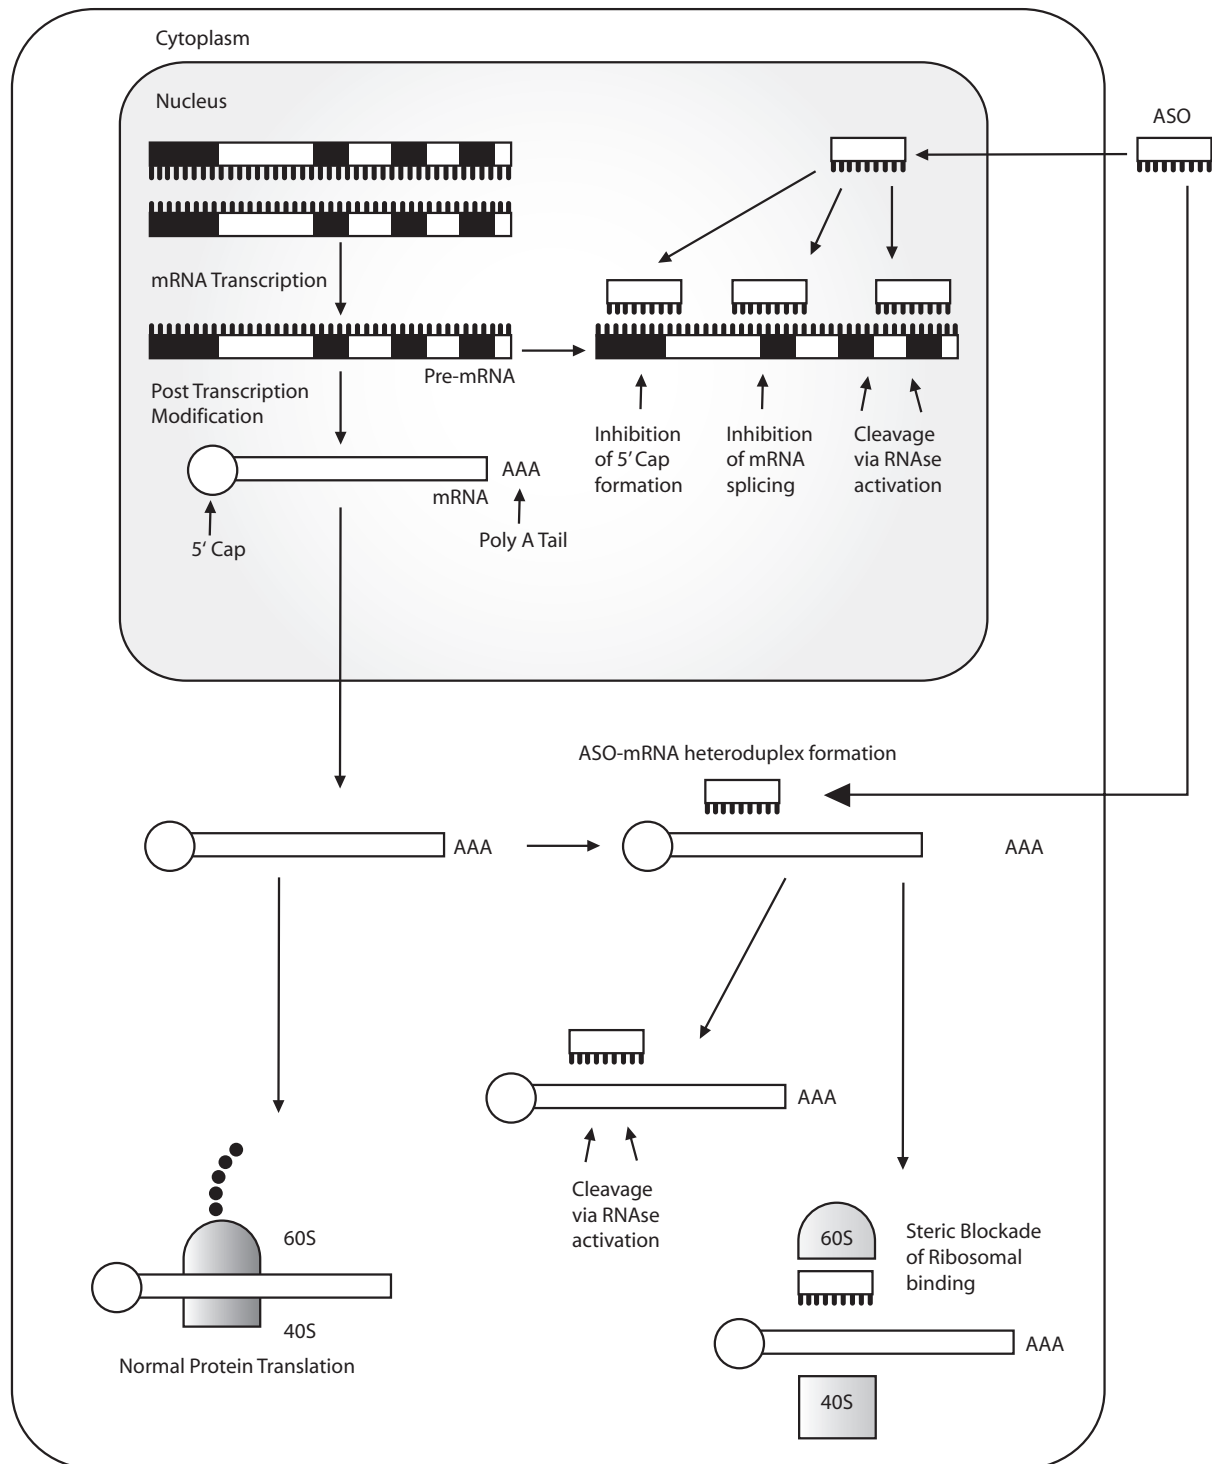 Cytoplasm
Nucleus
ASO
mRNA Transcription
Pre-mRNA
Post Transcription
Modification
AAA
mRNA
5‘ Cap
Poly A Tail
Inhibition
of 5’ Cap
formation
Inhibition
of mRNA
splicing
Cleavage
via RNAse
activation
ASO-mRNA heteroduplex formation
AAA
AAA
AAA
Cleavage
via RNAse
activation
60S
40S
Normal Protein Translation
60S
Steric Blockade
of Ribosomal
binding
AAA
40S